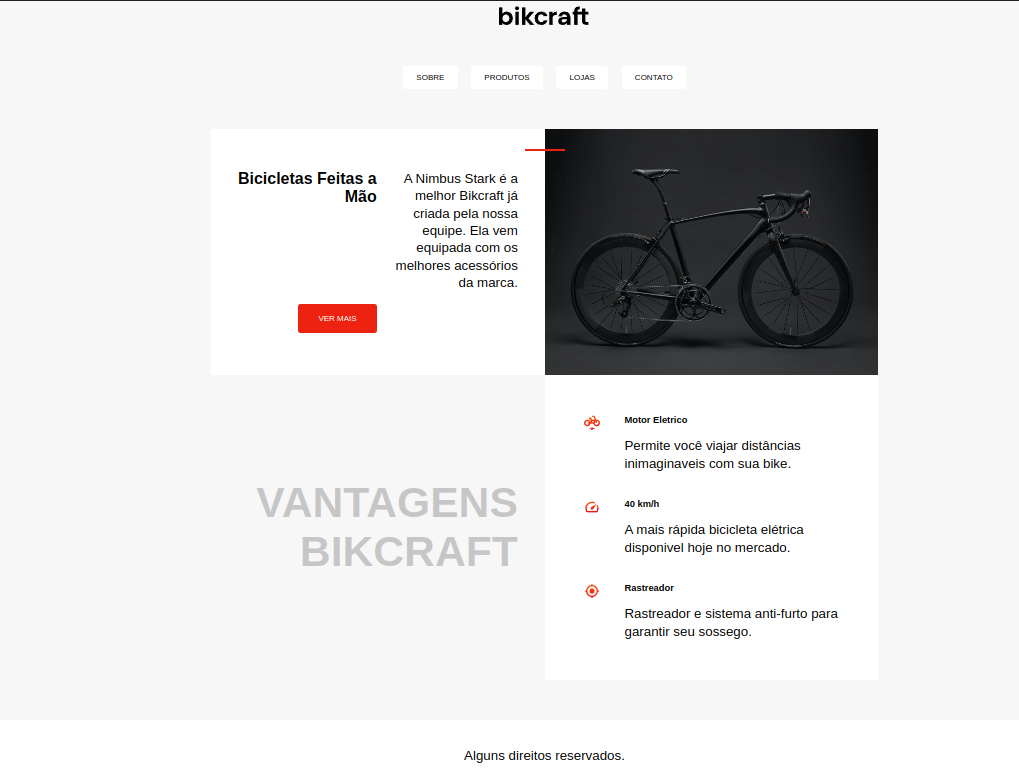 bikcraft
SOBRE
PRODUTOS
LOJAS
CONTATO
Bicicletas Feitas a
Mão
A Nimbus Stark é a
melhor Bikcraft já
criada pela nossa
equipe. Ela vem
equipada com os
melhores acessórios
da marca.
VER MAIS
VANTAGENS
BIKCRAFT
Motor Eletrico
Permite você viajar distâncias
inimaginaveis com sua bike.
40 km/h
A mais rápida bicicleta elétrica
disponivel hoje no mercado.
Rastreador
Rastreador e sistema anti-furto para
garantir seu sossego.
Alguns direitos reservados.